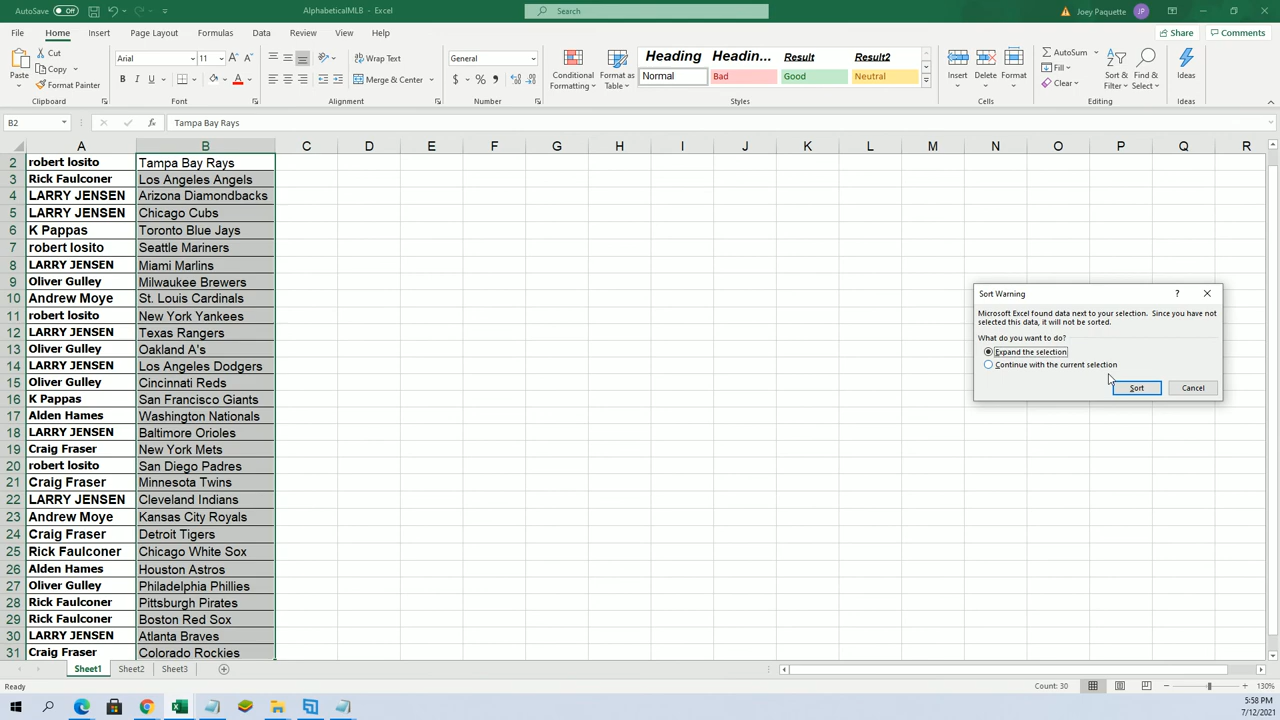 AutoSave Off AlphabeticalMLB - Excel Search Joey Paquette JP
File Home Insert Page Layout Formulas Data Review View Help Share Comments
Paste Cut Copy Format Painter Clipboard
Arial 11 A A B I U A Font
Wrap Text Merge & Center Alignment
General $ % Number
Conditional Formatting Format as Table
Heading Headin... Result Result2
Normal Bad Good Neutral
Styles
Insert Delete Format Cells
AutoSum Fill Clear Sort & Filter Find & Select Editing
Ideas Ideas
B2 fx Tampa Bay Rays
A B C D E F G H I J K L M N O P Q R
2 robert losito Tampa Bay Rays
3 Rick Faulconer Los Angeles Angels
4 LARRY JENSEN Arizona Diamondbacks
5 LARRY JENSEN Chicago Cubs
6 K Pappas Toronto Blue Jays
7 robert losito Seattle Mariners
8 LARRY JENSEN Miami Marlins
9 Oliver Gulley Milwaukee Brewers
10 Andrew Moye St. Louis Cardinals
11 robert losito New York Yankees
12 LARRY JENSEN Texas Rangers
13 Oliver Gulley Oakland A's
14 LARRY JENSEN Los Angeles Dodgers
15 Oliver Gulley Cincinnati Reds
16 K Pappas San Francisco Giants
17 Alden Hames Washington Nationals
18 LARRY JENSEN Baltimore Orioles
19 Craig Fraser New York Mets
20 robert losito San Diego Padres
21 Craig Fraser Minnesota Twins
22 LARRY JENSEN Cleveland Indians
23 Andrew Moye Kansas City Royals
24 Craig Fraser Detroit Tigers
25 Rick Faulconer Chicago White Sox
26 Alden Hames Houston Astros
27 Oliver Gulley Philadelphia Phillies
28 Rick Faulconer Pittsburgh Pirates
29 Rick Faulconer Boston Red Sox
30 LARRY JENSEN Atlanta Braves
31 Craig Fraser Colorado Rockies
Sort Warning ?
Microsoft Excel found data next to your selection. Since you have not
selected this data, it will not be sorted.
What do you want to do?
Expand the selection
Continue with the current selection
Sort Cancel
Sheet1 Sheet2 Sheet3
Ready Count: 30 130%
5:58 PM
7/12/2021